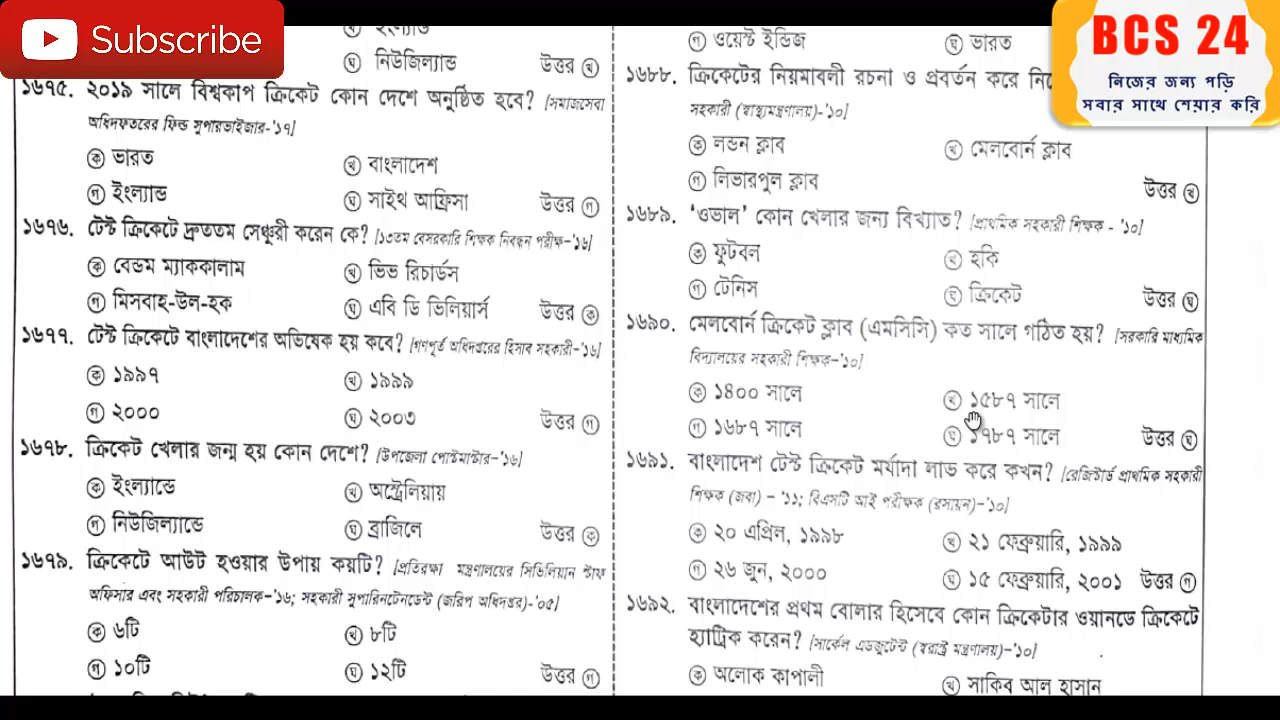 Subscribe
BCS 24
নিজের জন্য পড়ি
সবার সাথে শেয়ার করি
ঘ নিউজিল্যান্ড উত্তর খ
১৬৭৫. ২০১৯ সালে বিশ্বকাপ ক্রিকেট কোন দেশে অনুষ্ঠিত হবে? [সমাজসেবা
অধিদফতরের ফিল্ড সুপারভাইজার-'১৭]
ক ভারত খ বাংলাদেশ
গ ইংল্যান্ড ঘ সাইথ আফ্রিসা উত্তর গ
১৬৭৬. টেস্ট ক্রিকেটে দ্রুততম সেঞ্চুরী করেন কে? [১৩তম বেসরকারি শিক্ষক নিবন্ধন পরীক্ষ-'১৬]
ক বেন্ডম ম্যাককালাম খ ভিভ রিচার্ডস
গ মিসবাহ-উল-হক ঘ এবি ডি ভিলিয়ার্স উত্তর ক
১৬৭৭. টেস্ট ক্রিকেটে বাংলাদেশের অভিষেক হয় কবে? [গণপূর্ত অধিদপ্তরের হিসাব সহকারী-'১৬]
ক ১৯৯৭ খ ১৯৯৯
গ ২০০০ ঘ ২০০৩ উত্তর গ
১৬৭৮. ক্রিকেট খেলার জন্ম হয় কোন দেশে? [উপজেলা পোস্টমাস্টার-'১৬]
ক ইংল্যান্ডে খ অস্ট্রেলিয়ায়
গ নিউজিল্যান্ডে ঘ ব্রাজিলে উত্তর ক
১৬৭৯. ক্রিকেটে আউট হওয়ার উপায় কয়টি? [প্রতিরক্ষা মন্ত্রণালয়ের সিভিলিয়ান স্টাফ
অফিসার এবং সহকারী পরিচালক-'১৬; সহকারী সুপারিনটেনডেন্ট (জরিপ অধিদপ্তর)-'০৫]
ক ৬টি খ ৮টি
গ ১০টি ঘ ১২টি উত্তর গ
গ ওয়েস্ট ইন্ডিজ ঘ ভারত
১৬৮৮. ক্রিকেটের নিয়মাবলী রচনা ও প্রবর্তন করে
সহকারী (স্বাস্থ্যমন্ত্রণালয়)-'১০]
ক লন্ডন ক্লাব খ মেলবোর্ন ক্লাব
গ লিভারপুল ক্লাব উত্তর খ
১৬৮৯. ‘ওভাল’ কোন খেলার জন্য বিখ্যাত? [প্রাথমিক সহকারী শিক্ষক - '১০]
ক ফুটবল খ হকি
গ টেনিস ঘ ক্রিকেট উত্তর ঘ
১৬৯০. মেলবোর্ন ক্রিকেট ক্লাব (এমসিসি) কত সালে গঠিত হয়? [সরকারি মাধ্যমিক
বিদ্যালয়ের সহকারী শিক্ষক-'১০]
ক ১৪০০ সালে খ ১৫৮৭ সালে
গ ১৬৮৭ সালে ঘ ১৭৮৭ সালে উত্তর ঘ
১৬৯১. বাংলাদেশ টেস্ট ক্রিকেট মর্যাদা লাভ করে কখন? [রেজিস্টার্ড প্রাথমিক সহকারী
শিক্ষক (জবা) - '১১; বিএসটি আই পরীক্ষক (রসায়ন)-'১০]
ক ২০ এপ্রিল, ১৯৯৮ খ ২১ ফেব্রুয়ারি, ১৯৯৯
গ ২৬ জুন, ২০০০ ঘ ১৫ ফেব্রুয়ারি, ২০০১ উত্তর গ
১৬৯২. বাংলাদেশের প্রথম বোলার হিসেবে কোন ক্রিকেটার ওয়ানডে ক্রিকেটে
হ্যাট্রিক করেন? [সার্কেল এডজুটেন্ট (স্বরাষ্ট্র মন্ত্রণালয়)-'১০]
ক অলোক কাপালী খ সাকিব আল হাসান